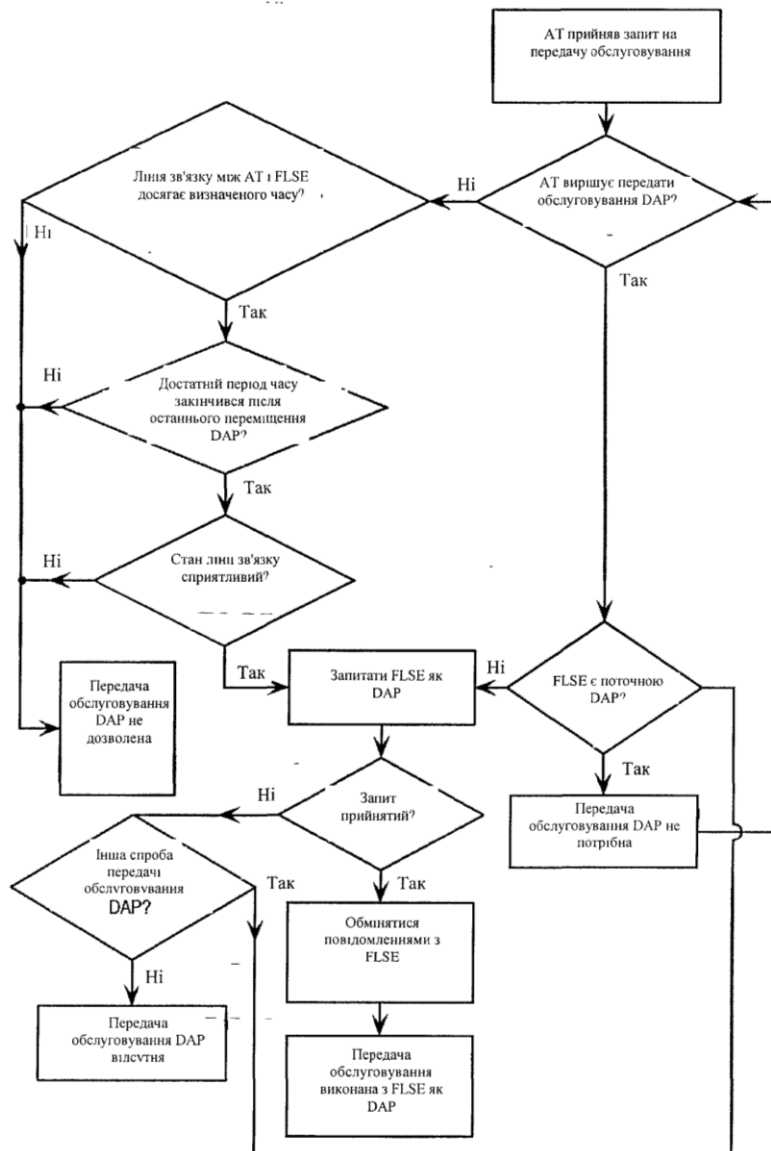 АТ прийняв запит на
передачу обслуговування
АТ вирішує передати
обслуговування DAP?
Ні
Так
Лінія зв'язку між АТ і FLSE
досягає визначеного часу?
Ні
Так
Достатній період часу
закінчився після
останнього переміщення
DAP?
Ні
Так
Стан лінії зв'язку
сприятливий?
Ні
Так
Передача
обслуговування
DAP не
дозволена
Запитати FLSE як
DAP
Ні
FLSE є поточною
DAP?
Так
Передача
обслуговування DAP не
потрібна
Запит
прийнятий?
Ні
Так
Інша спроба
передачі
обслуговування
DAP?
Так
Ні
Передача
обслуговування DAP
відсутня
Обмінятися
повідомленнями з
FLSE
Передача
обслуговування
виконана з FLSE як
DAP